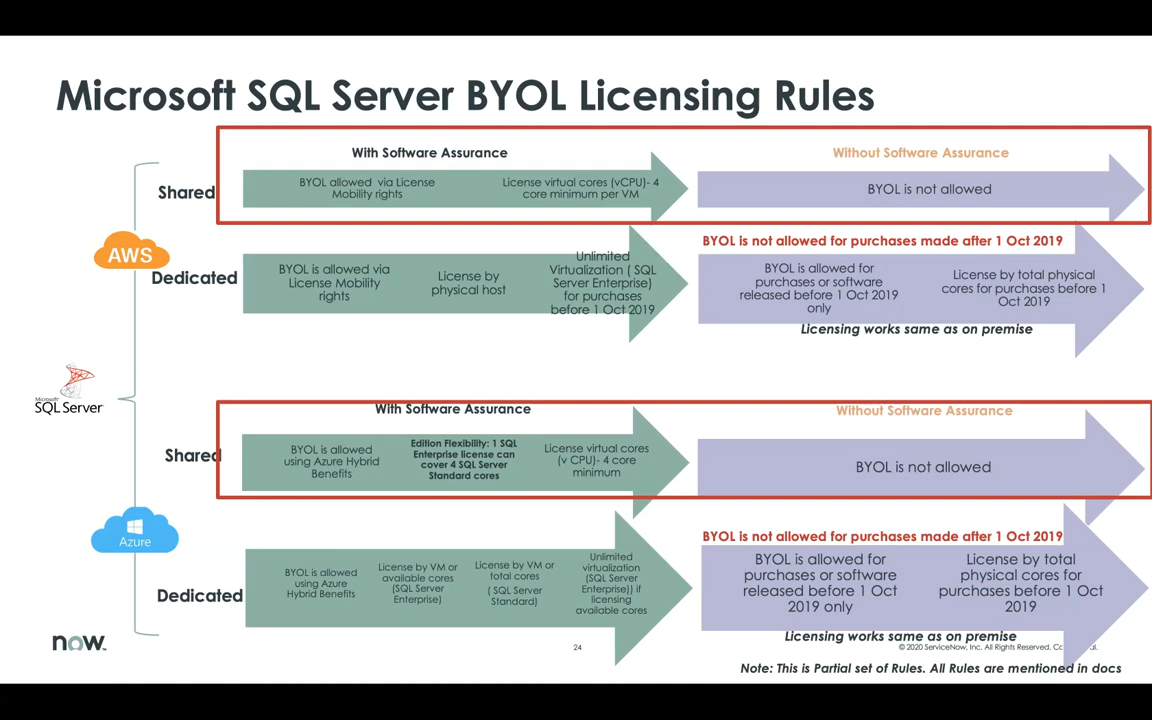 Microsoft SQL Server BYOL Licensing Rules
With Software Assurance
Without Software Assurance
Shared
BYOL allowed via License
Mobility rights
License virtual cores (vCPU)- 4
core minimum per VM
BYOL is not allowed
AWS
Dedicated
BYOL is allowed via
License Mobility
rights
License by
physical host
Unlimited
Virtualization ( SQL
Server Enterprise)
for purchases
before 1 Oct 2019
BYOL is not allowed for purchases made after 1 Oct 2019
BYOL is allowed for
purchases or software
released before 1 Oct 2019
only
License by total physical
cores for purchases before 1
Oct 2019
Licensing works same as on premise
Microsoft
SQL Server
With Software Assurance
Without Software Assurance
Shared
BYOL is allowed
using Azure Hybrid
Benefits
Edition Flexibility: 1 SQL
Enterprise license can
cover 4 SQL Server
Standard cores
License virtual cores
(v CPU)- 4 core
minimum
BYOL is not allowed
Azure
Dedicated
BYOL is allowed
using Azure
Hybrid Benefits
License by VM or
available cores
(SQL Server
Enterprise)
License by VM or
total cores
( SQL Server
Standard)
Unlimited
virtualization
(SQL Server
Enterprise)) if
licensing
available cores
BYOL is not allowed for purchases made after 1 Oct 2019
BYOL is allowed for
purchases or software
released before 1 Oct
2019 only
License by total
physical cores for
purchases before 1 Oct
2019
Licensing works same as on premise
now
24
© 2020 ServiceNow, Inc. All Rights Reserved.
Note: This is Partial set of Rules. All Rules are mentioned in docs